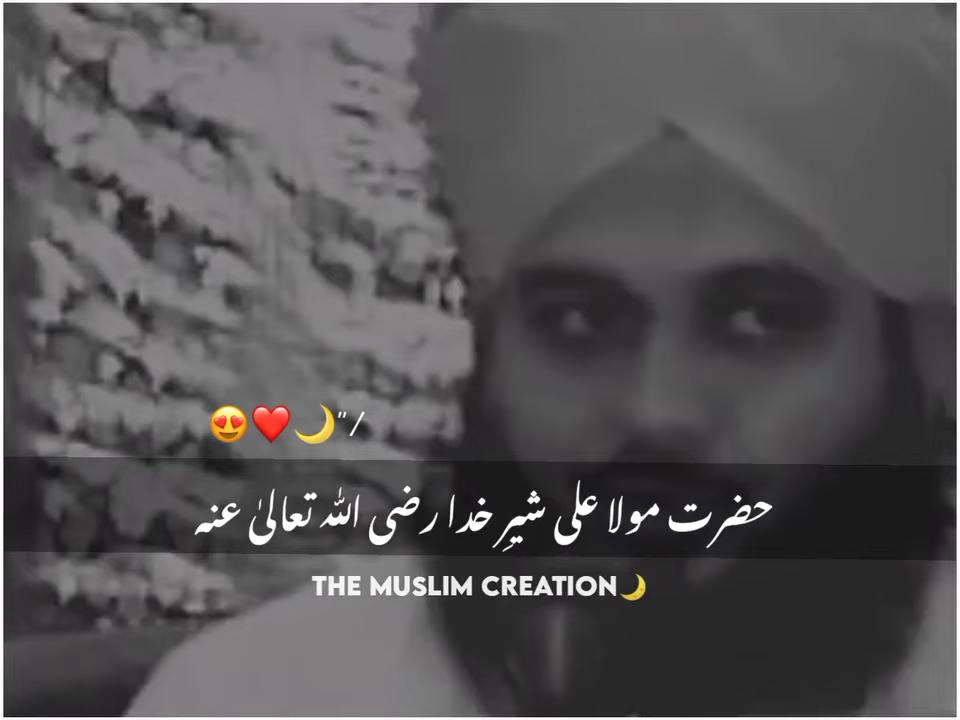 😍❤️🌙"/
حضرت مولا علی شیرِ خدا رضی اللہ تعالیٰ عنہ
THE MUSLIM CREATION🌙